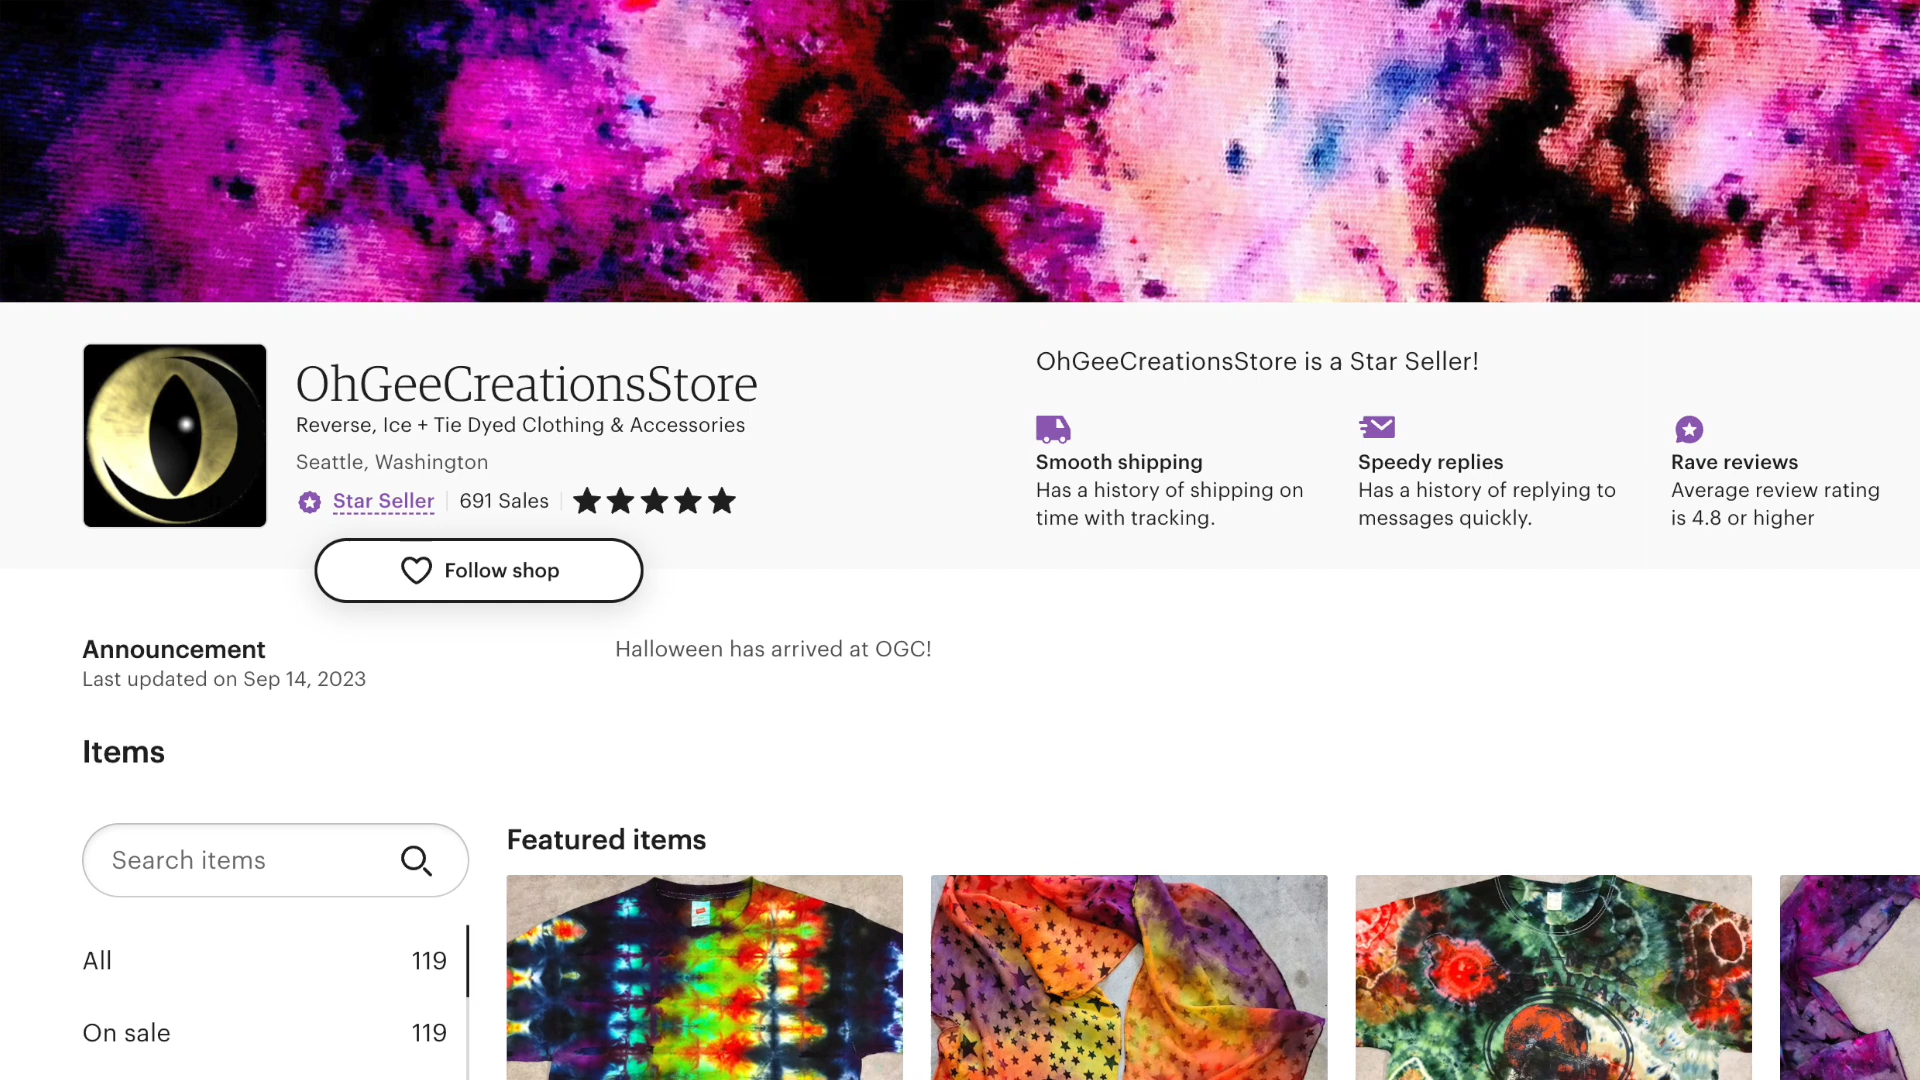 OhGeeCreationsStore
Reverse, Ice + Tie Dyed Clothing & Accessories
Seattle, Washington
Star Seller
691 Sales
Follow shop
OhGeeCreationsStore is a Star Seller!
Smooth shipping
Has a history of shipping on
time with tracking.
Speedy replies
Has a history of replying to
messages quickly.
Rave reviews
Average review rating
is 4.8 or higher
Announcement
Last updated on Sep 14, 2023
Halloween has arrived at OGC!
Items
Search items
All 119
On sale 119
Featured items